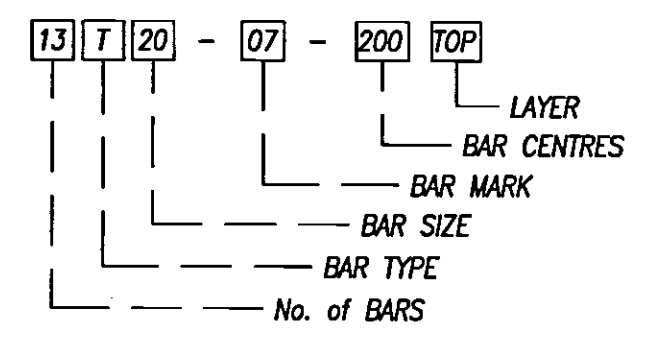 13 T 20 - 07 - 200 TOP
LAYER
BAR CENTRES
BAR MARK
BAR SIZE
BAR TYPE
No. of BARS